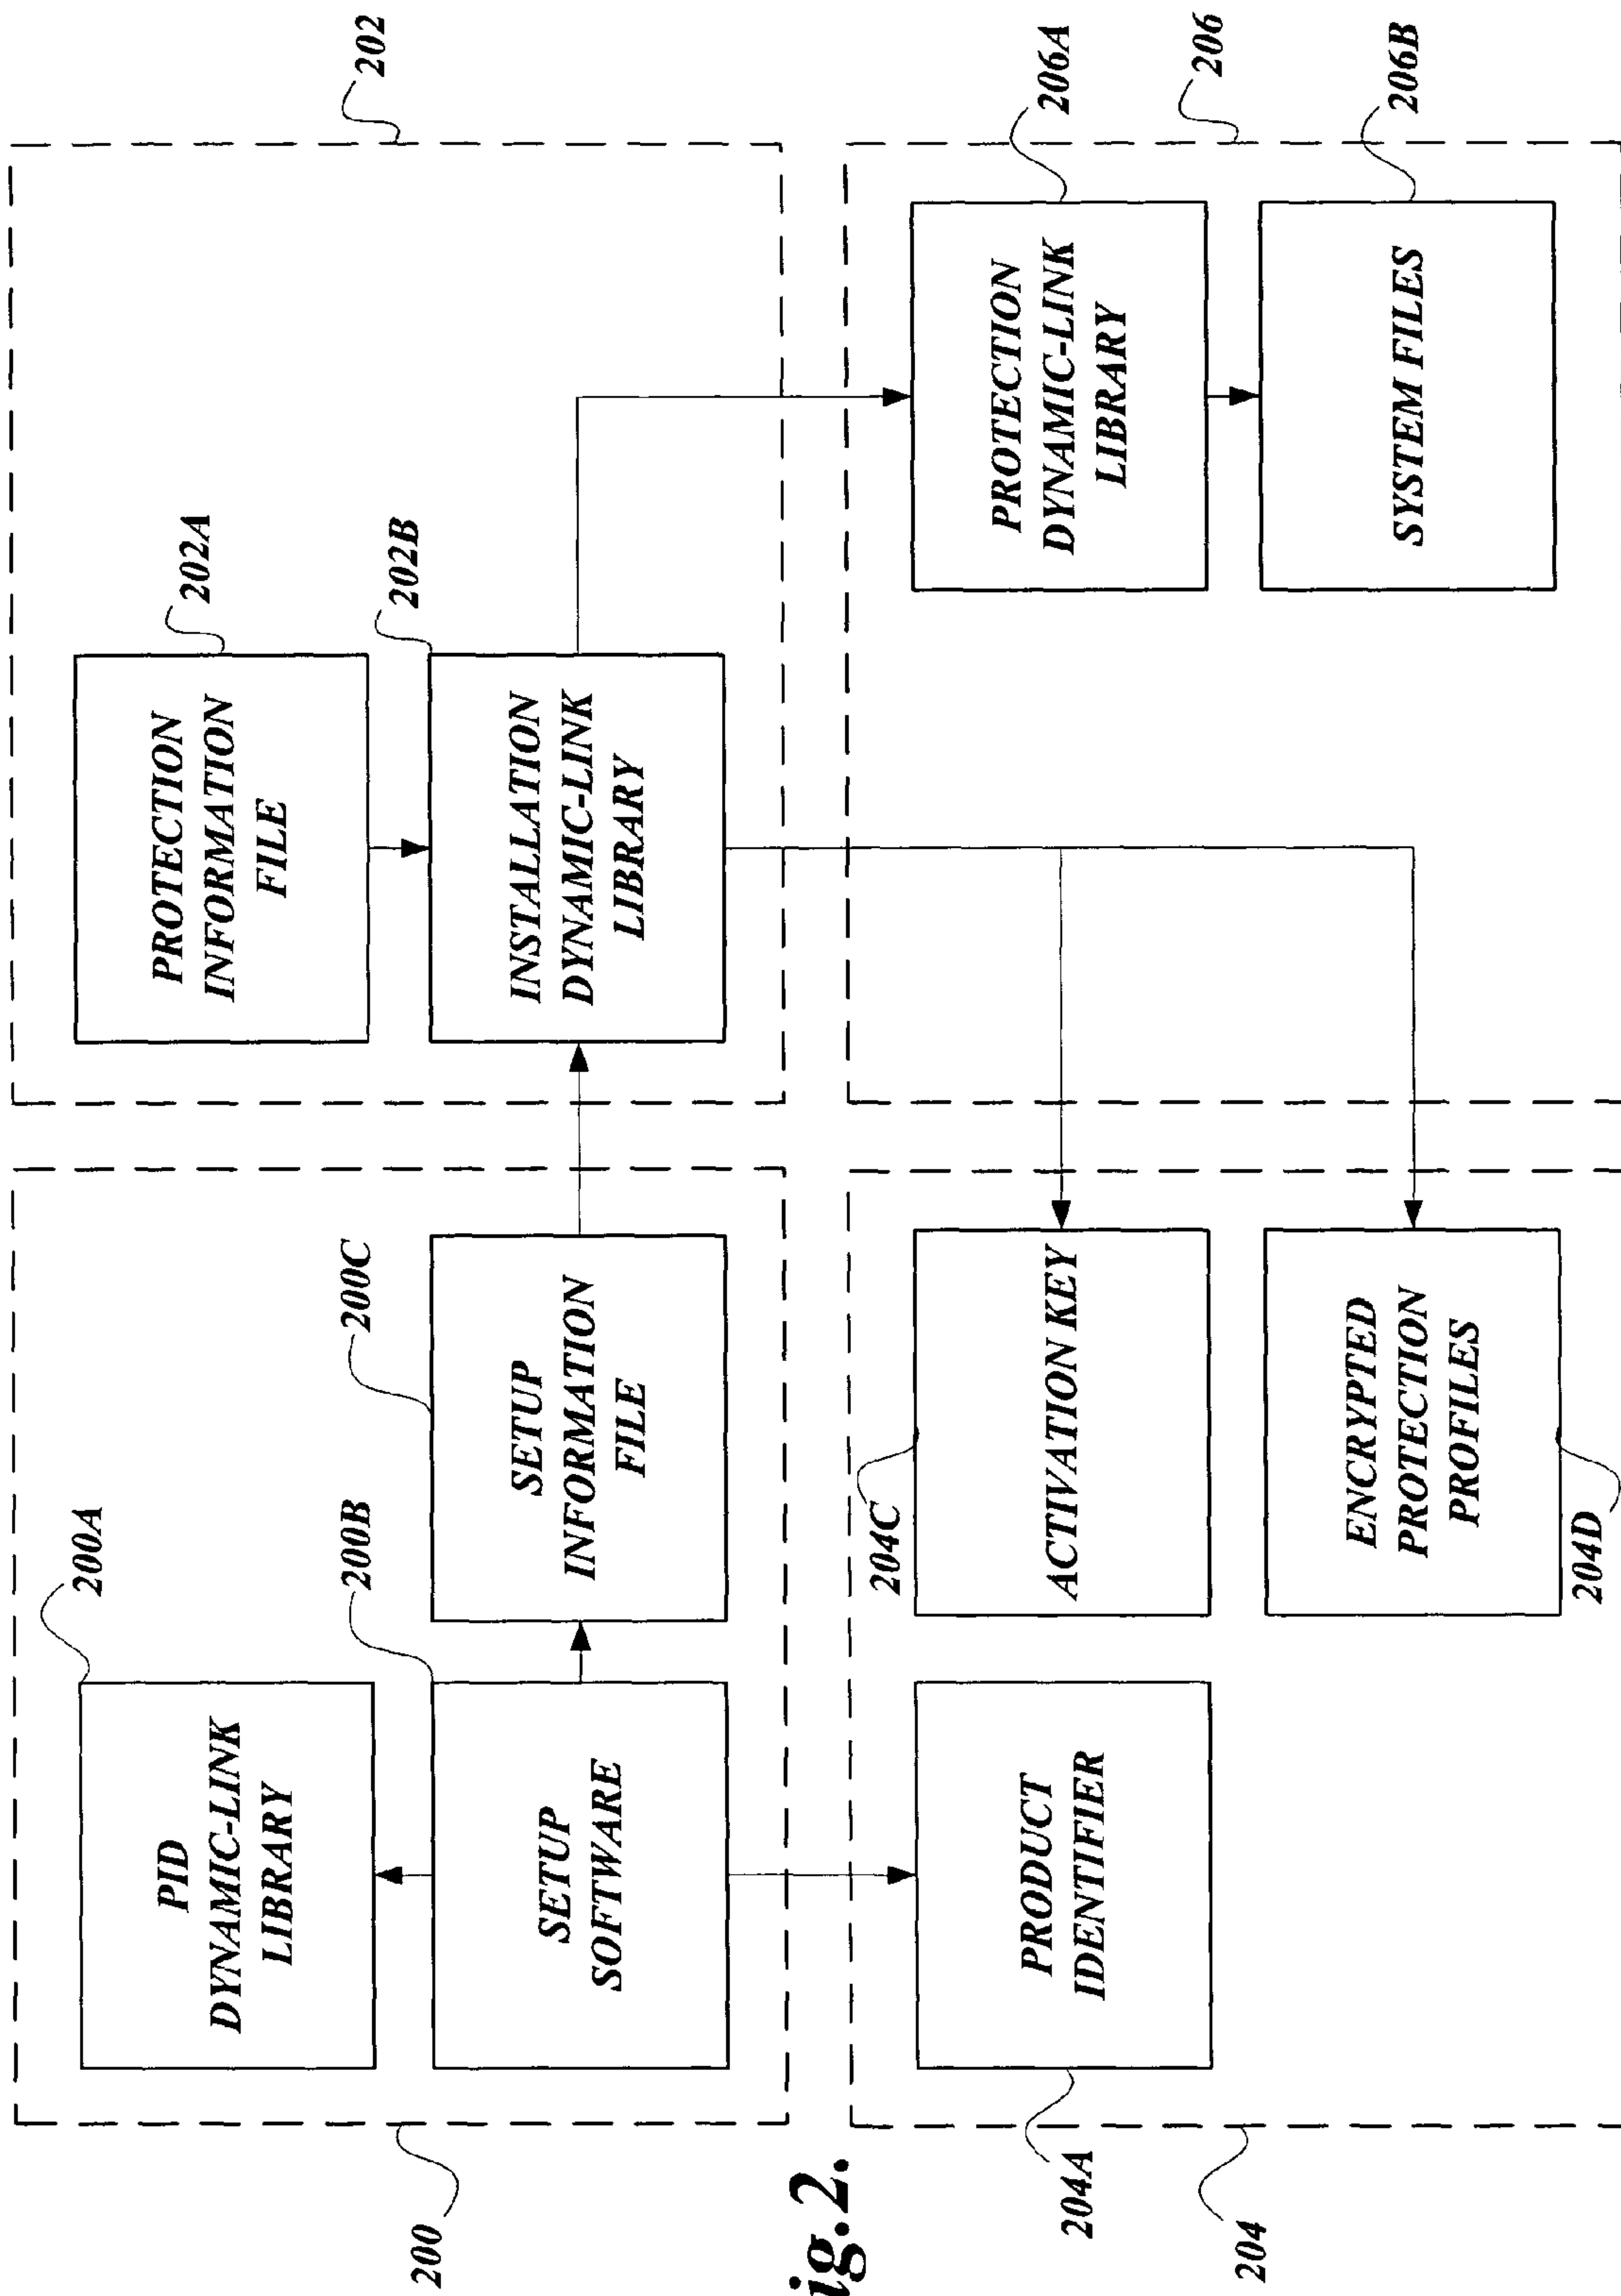 200
200A
PID
DYNAMIC-LINK
LIBRARY
200B
SETUP
SOFTWARE
200C
SETUP
INFORMATION
FILE
202
202A
PROTECTION
INFORMATION
FILE
202B
INSTALLATION
DYNAMIC-LINK
LIBRARY
204
204A
PRODUCT
IDENTIFIER
204C
ACTIVATION KEY
204D
ENCRYPTED
PROTECTION
PROFILES
206
206A
PROTECTION
DYNAMIC-LINK
LIBRARY
206B
SYSTEM FILES
ig.2.